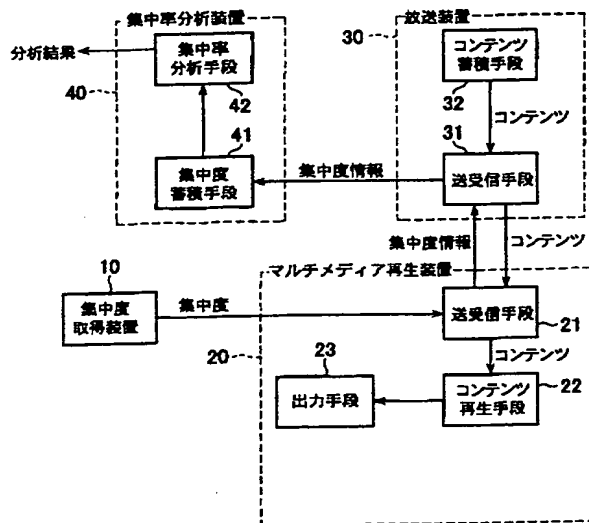 集中率分析装置
分析結果
集中率
分析手段
40
42
41
集中度
蓄積手段
集中度情報
放送装置
30
コンテンツ
蓄積手段
32
コンテンツ
31
送受信手段
集中度情報
コンテンツ
マルチメディア再生装置
10
集中度
取得装置
集中度
送受信手段
21
20
コンテンツ
23
出力手段
コンテンツ
再生手段
22